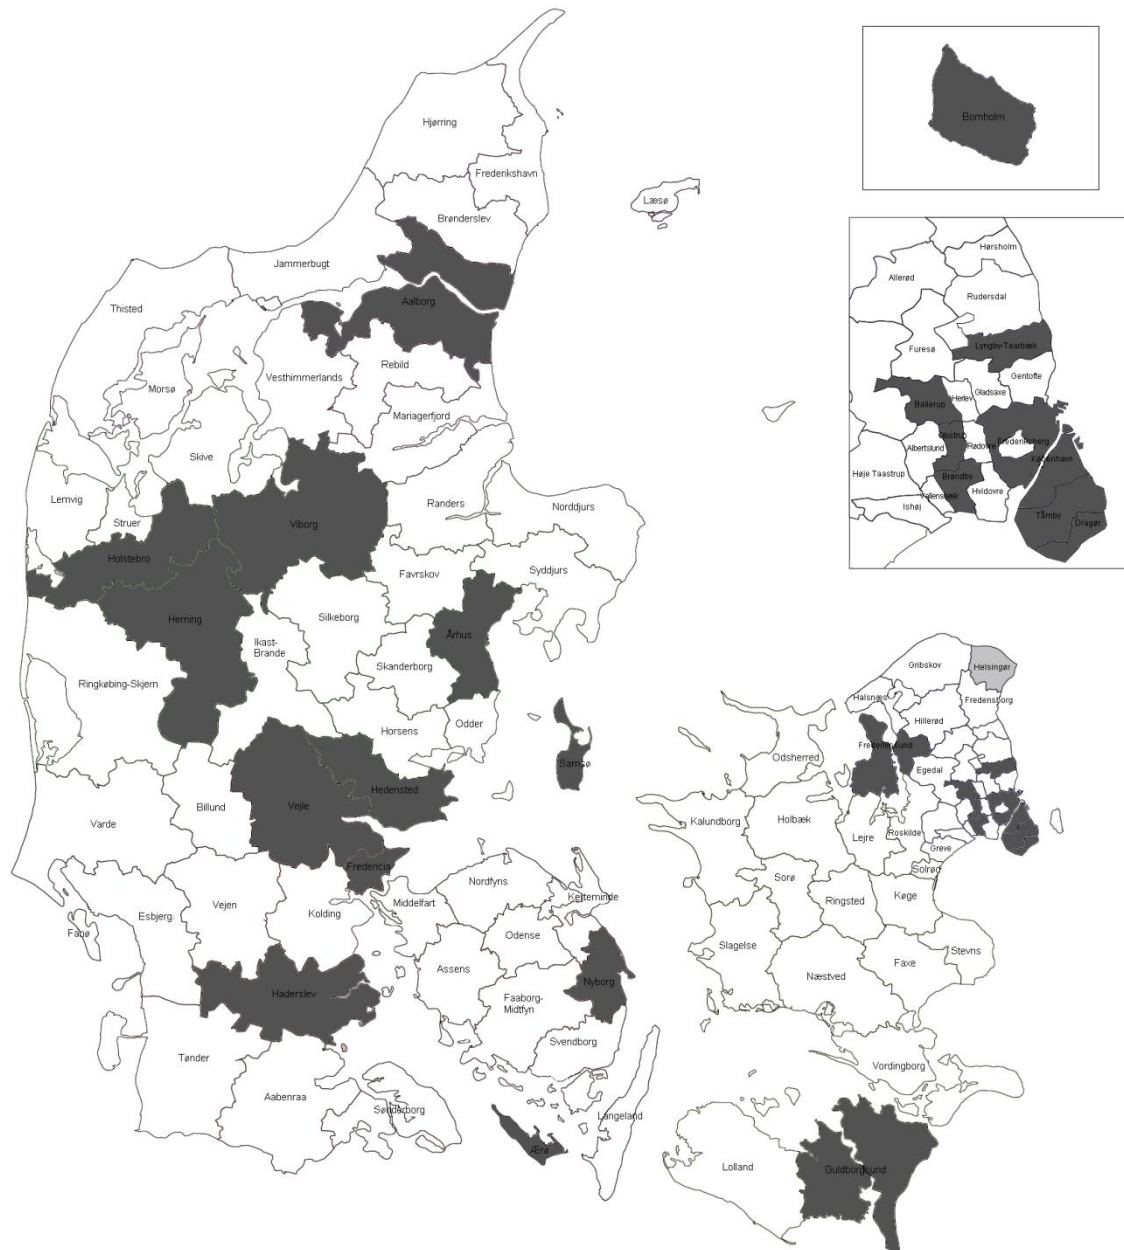 Hjørring
Frederikshavn
Brønderslev
Læsø
Jammerbugt
Thisted
Aalborg
Rebild
Vesthimmerlands
Morsø
Mariagerfjord
Skive
Lemvig
Struer
Viborg
Randers
Norddjurs
Holstebro
Favrskov
Syddjurs
Herning
Silkeborg
Århus
Ikast-
Brande
Skanderborg
Ringkøbing-Skjern
Horsens
Odder
Samsø
Hedensted
Vejle
Billund
Varde
Fredericia
Vejen
Kolding
Esbjerg
Fanø
Middelfart
Nordfyns
Kerteminde
Odense
Assens
Nyborg
Haderslev
Faaborg-
Midtfyn
Svendborg
Tønder
Aabenraa
Sønderborg
Langeland
Ærø
Bornholm
Hørsholm
Allerød
Rudersdal
Furesø
Lyngby-Taarbæk
Gentofte
Gladsaxe
Herlev
Ballerup
Glostrup
Rødovre
Frederiksberg
Albertslund
København
Høje Taastrup
Brøndby
Vallensbæk
Hvidovre
Ishøj
Tårnby
Dragør
Gribskov
Helsingør
Halsnæs
Fredensborg
Hillerød
Frederikssund
Odsherred
Egedal
Kalundborg
Holbæk
Lejre
Roskilde
Greve
Solrød
Sorø
Ringsted
Køge
Slagelse
Næstved
Faxe
Stevns
Vordingborg
Lolland
Guldborgsund